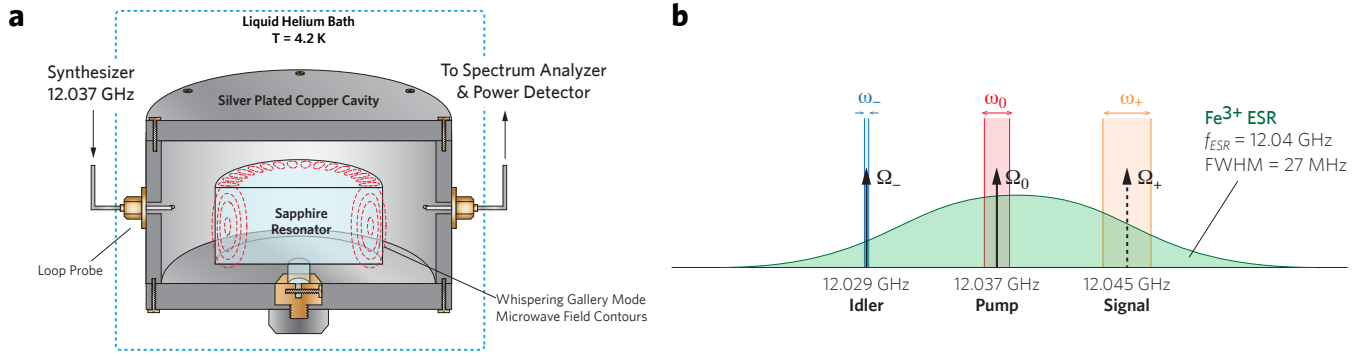 a
Liquid Helium Bath
T = 4.2 K
Synthesizer
12.037 GHz
To Spectrum Analyzer
& Power Detector
Silver Plated Copper Cavity
Sapphire
Resonator
Loop Probe
Whispering Gallery Mode
Microwave Field Contours
b
ω₋
ω₀
ω₊
Fe³⁺ ESR
f_ESR = 12.04 GHz
FWHM = 27 MHz
Ω₋
Ω₀
Ω₊
12.029 GHz
12.037 GHz
12.045 GHz
Idler
Pump
Signal